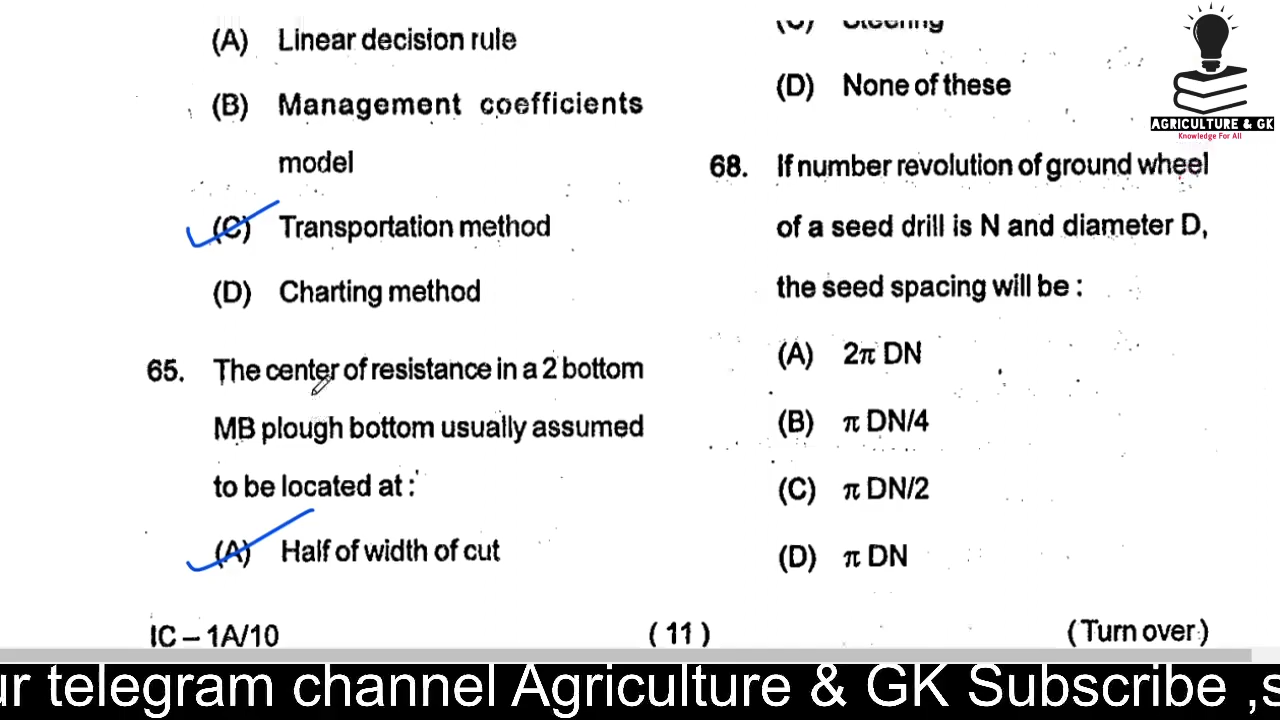 (A) Linear decision rule
(B) Management coefficients
model
(C) Transportation method
(D) Charting method
65. The center of resistance in a 2 bottom
MB plough bottom usually assumed
to be located at :
(A) Half of width of cut
IC – 1A/10
( 11 )
(C) Steering
(D) None of these
68. If number revolution of ground wheel
of a seed drill is N and diameter D,
the seed spacing will be :
(A) 2π DN
(B) π DN/4
(C) π DN/2
(D) π DN
(Turn over)
AGRICULTURE & GK
Knowledge For All
ur telegram channel Agriculture & GK Subscribe ,s